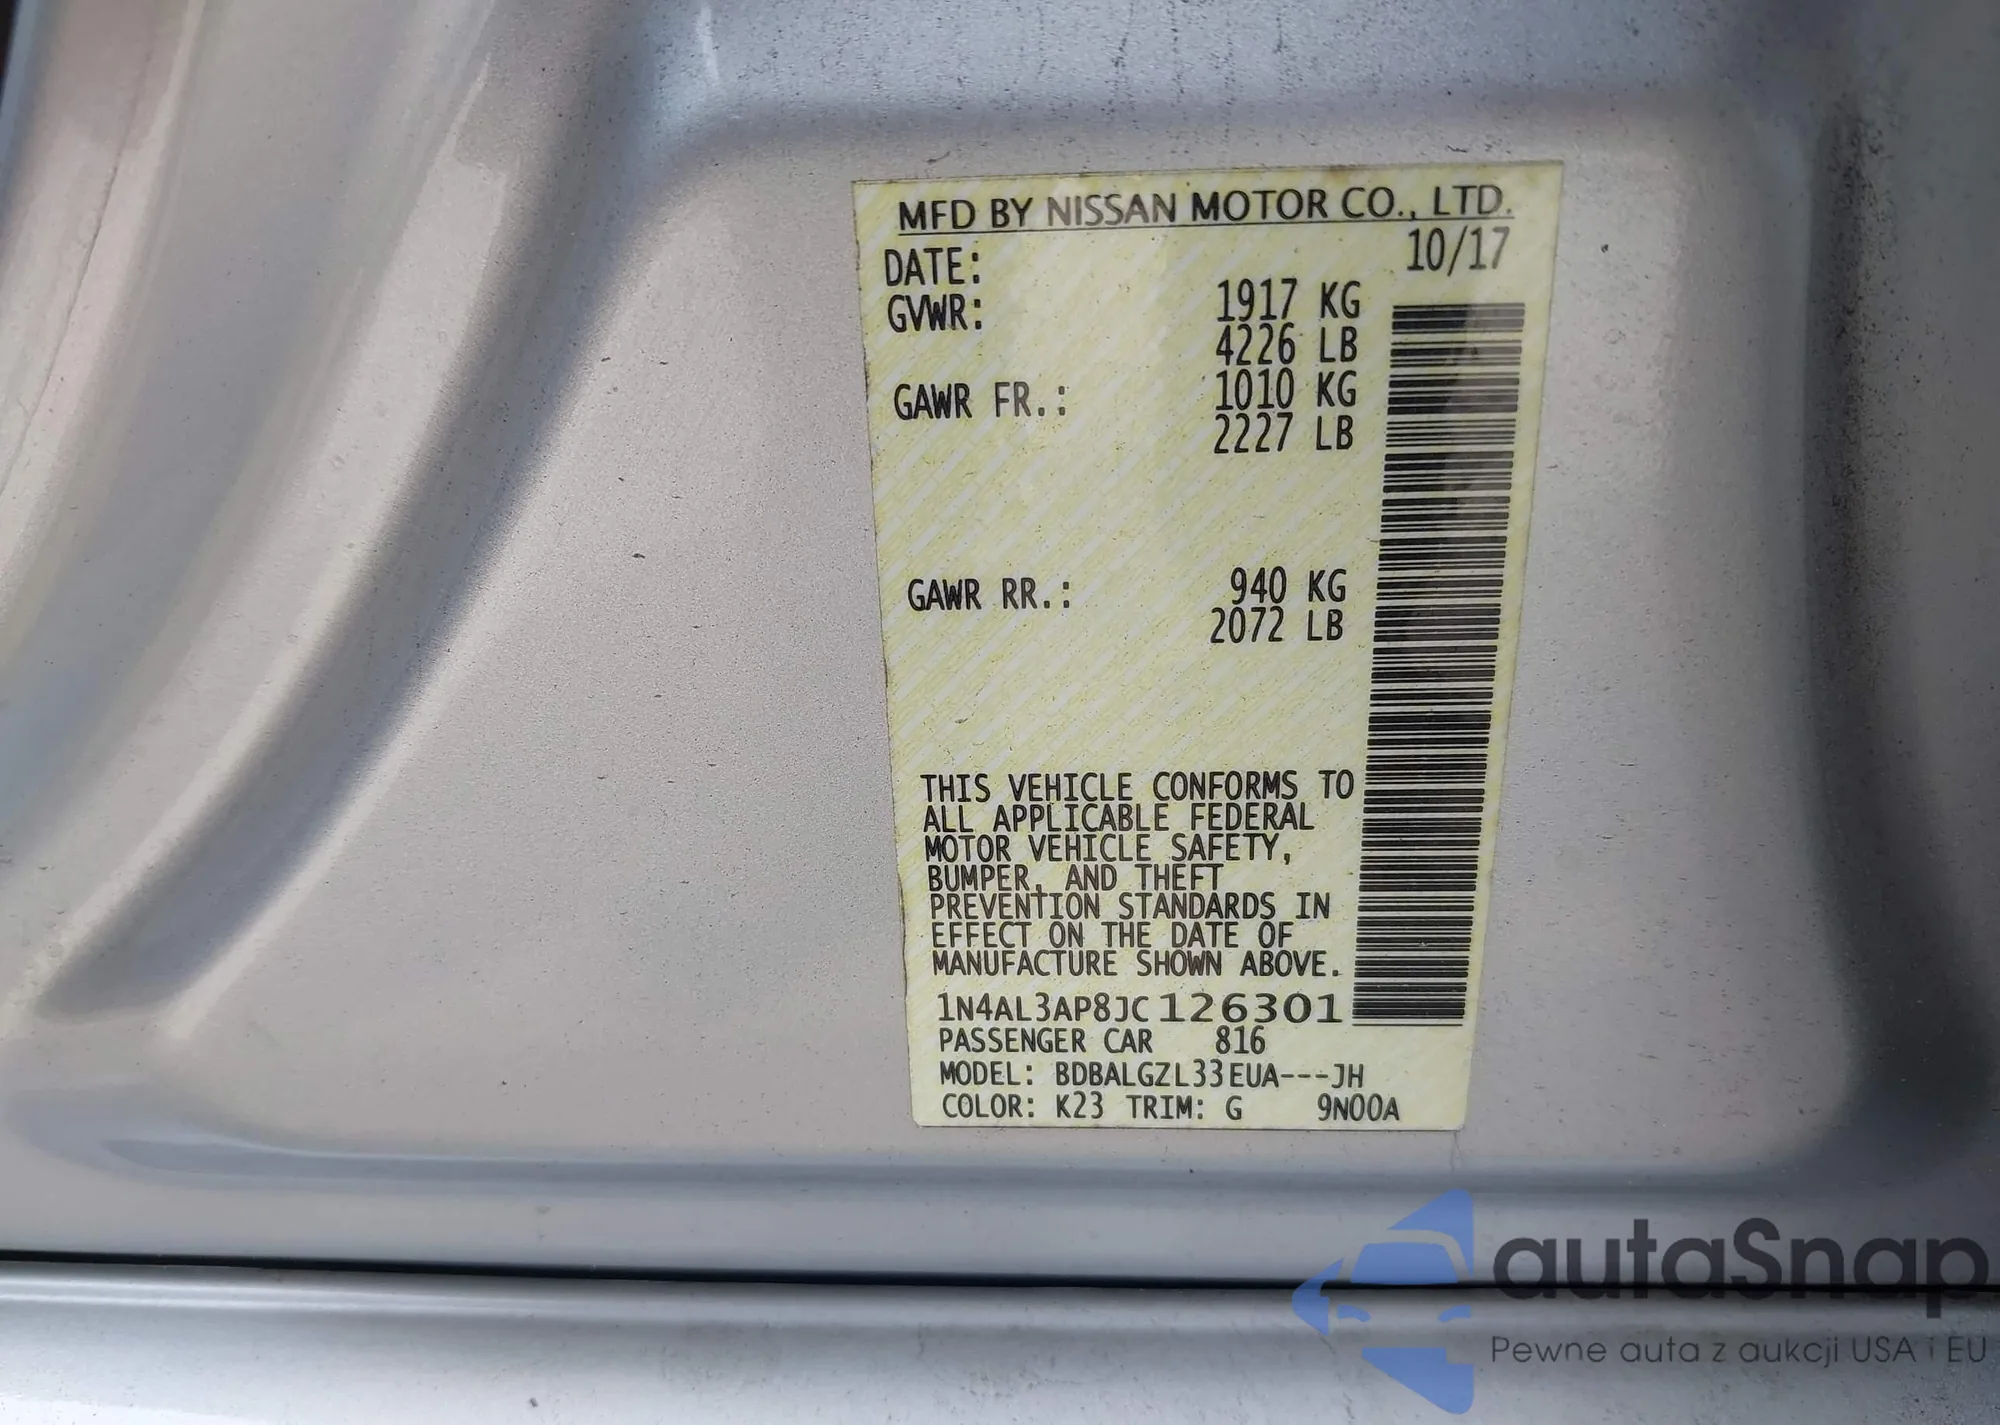 MFD BY NISSAN MOTOR CO., LTD.
DATE: 10/17
GVWR: 1917 KG
4226 LB
GAWR FR.: 1010 KG
2227 LB
GAWR RR.: 940 KG
2072 LB
THIS VEHICLE CONFORMS TO
ALL APPLICABLE FEDERAL
MOTOR VEHICLE SAFETY,
BUMPER, AND THEFT
PREVENTION STANDARDS IN
EFFECT ON THE DATE OF
MANUFACTURE SHOWN ABOVE.
1N4AL3AP8JC126301
PASSENGER CAR 816
MODEL: BDBALGZL33EUA---JH
COLOR: K23 TRIM: G 9N00A
autaSnap
Pewne auta z aukcji USA i EU